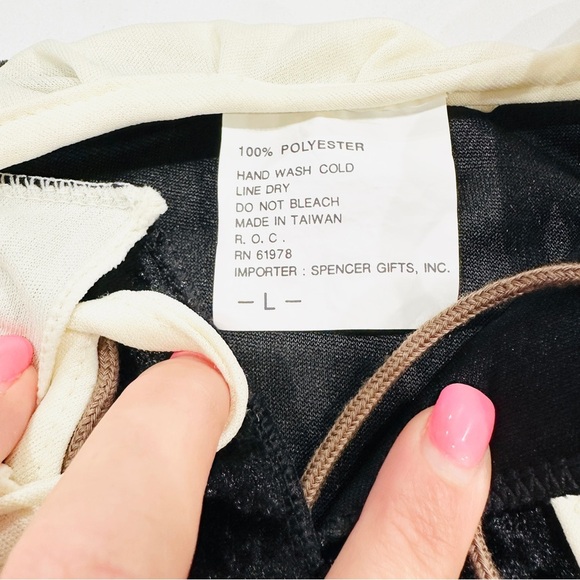 100% POLYESTER
HAND WASH COLD
LINE DRY
DO NOT BLEACH
MADE IN TAIWAN
R. O. C.
RN 61978
IMPORTER : SPENCER GIFTS, INC.
- L -